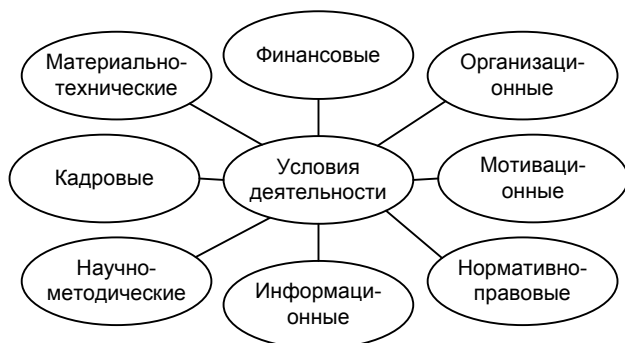 Материально-
технические
Финансовые
Организаци-
онные
Кадровые
Условия
деятельности
Мотиваци-
онные
Научно-
методические
Информаци-
онные
Нормативно-
правовые